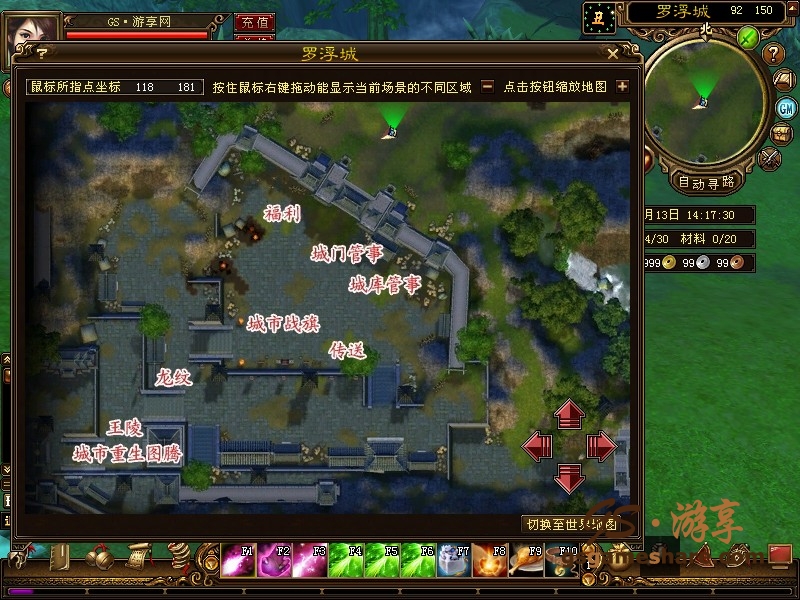 GS·游享网
充值
丑
罗浮城 92 150
北
?
罗浮城
×
?
鼠标所指点坐标 118 181 按住鼠标右键拖动能显示当前场景的不同区域 点击按钮缩放地图
GM
自动寻路
福利
月13日 14:17:30
城门管事
4/30 材料 0/20
城库管事
999 99 99
城市战旗
传送
龙纹
王陵
城市重生图腾
切换至世界地图
GS·游享
F1 F2 F3 F4 F5 F6 F7 F8 F9 F10